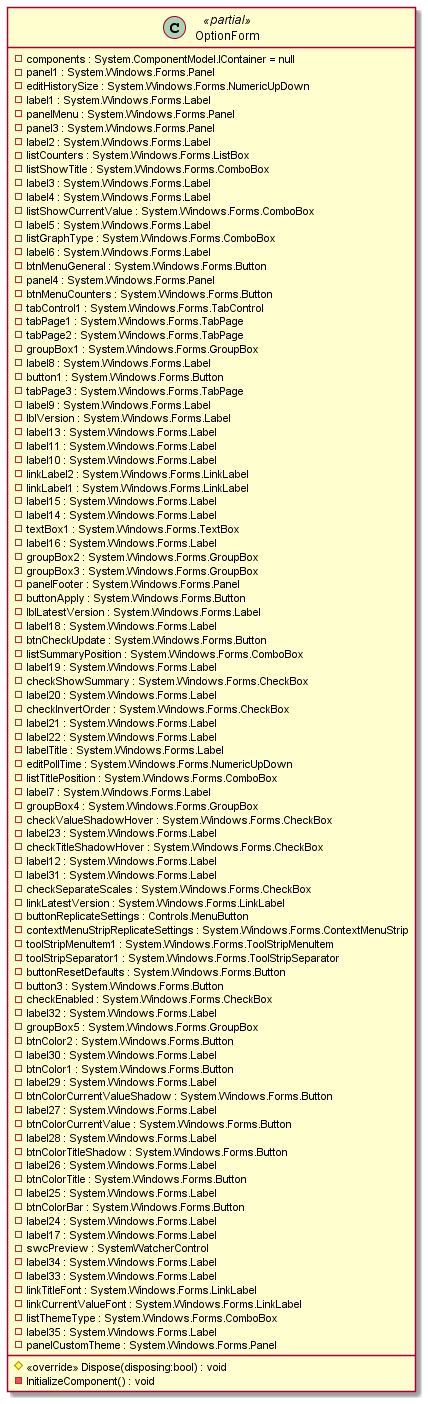 C
«partial»
OptionForm
components : System.ComponentModel.IContainer = null
panel1 : System.Windows.Forms.Panel
editHistorySize : System.Windows.Forms.NumericUpDown
label1 : System.Windows.Forms.Label
panelMenu : System.Windows.Forms.Panel
panel3 : System.Windows.Forms.Panel
label2 : System.Windows.Forms.Label
listCounters : System.Windows.Forms.ListBox
listShowTitle : System.Windows.Forms.ComboBox
label3 : System.Windows.Forms.Label
label4 : System.Windows.Forms.Label
listShowCurrentValue : System.Windows.Forms.ComboBox
label5 : System.Windows.Forms.Label
listGraphType : System.Windows.Forms.ComboBox
label6 : System.Windows.Forms.Label
btnMenuGeneral : System.Windows.Forms.Button
panel4 : System.Windows.Forms.Panel
btnMenuCounters : System.Windows.Forms.Button
tabControl1 : System.Windows.Forms.TabControl
tabPage1 : System.Windows.Forms.TabPage
tabPage2 : System.Windows.Forms.TabPage
groupBox1 : System.Windows.Forms.GroupBox
label8 : System.Windows.Forms.Label
button1 : System.Windows.Forms.Button
tabPage3 : System.Windows.Forms.TabPage
label9 : System.Windows.Forms.Label
lblVersion : System.Windows.Forms.Label
label13 : System.Windows.Forms.Label
label11 : System.Windows.Forms.Label
label10 : System.Windows.Forms.Label
linkLabel2 : System.Windows.Forms.LinkLabel
linkLabel1 : System.Windows.Forms.LinkLabel
label15 : System.Windows.Forms.Label
label14 : System.Windows.Forms.Label
textBox1 : System.Windows.Forms.TextBox
label16 : System.Windows.Forms.Label
groupBox2 : System.Windows.Forms.GroupBox
groupBox3 : System.Windows.Forms.GroupBox
panelFooter : System.Windows.Forms.Panel
buttonApply : System.Windows.Forms.Button
lblLatestVersion : System.Windows.Forms.Label
label18 : System.Windows.Forms.Label
btnCheckUpdate : System.Windows.Forms.Button
listSummaryPosition : System.Windows.Forms.ComboBox
label19 : System.Windows.Forms.Label
checkShowSummary : System.Windows.Forms.CheckBox
label20 : System.Windows.Forms.Label
checkInvertOrder : System.Windows.Forms.CheckBox
label21 : System.Windows.Forms.Label
label22 : System.Windows.Forms.Label
labelTitle : System.Windows.Forms.Label
editPollTime : System.Windows.Forms.NumericUpDown
listTitlePosition : System.Windows.Forms.ComboBox
label7 : System.Windows.Forms.Label
groupBox4 : System.Windows.Forms.GroupBox
checkValueShadowHover : System.Windows.Forms.CheckBox
label23 : System.Windows.Forms.Label
checkTitleShadowHover : System.Windows.Forms.CheckBox
label12 : System.Windows.Forms.Label
label31 : System.Windows.Forms.Label
checkSeparateScales : System.Windows.Forms.CheckBox
linkLatestVersion : System.Windows.Forms.LinkLabel
buttonReplicateSettings : Controls.MenuButton
contextMenuStripReplicateSettings : System.Windows.Forms.ContextMenuStrip
toolStripMenuItem1 : System.Windows.Forms.ToolStripMenuItem
toolStripSeparator1 : System.Windows.Forms.ToolStripSeparator
buttonResetDefaults : System.Windows.Forms.Button
button3 : System.Windows.Forms.Button
checkEnabled : System.Windows.Forms.CheckBox
label32 : System.Windows.Forms.Label
groupBox5 : System.Windows.Forms.GroupBox
btnColor2 : System.Windows.Forms.Button
label30 : System.Windows.Forms.Label
btnColor1 : System.Windows.Forms.Button
label29 : System.Windows.Forms.Label
btnColorCurrentValueShadow : System.Windows.Forms.Button
label27 : System.Windows.Forms.Label
btnColorCurrentValue : System.Windows.Forms.Button
label28 : System.Windows.Forms.Label
btnColorTitleShadow : System.Windows.Forms.Button
label26 : System.Windows.Forms.Label
btnColorTitle : System.Windows.Forms.Button
label25 : System.Windows.Forms.Label
btnColorBar : System.Windows.Forms.Button
label24 : System.Windows.Forms.Label
label17 : System.Windows.Forms.Label
swcPreview : SystemWatcherControl
label34 : System.Windows.Forms.Label
label33 : System.Windows.Forms.Label
linkTitleFont : System.Windows.Forms.LinkLabel
linkCurrentValueFont : System.Windows.Forms.LinkLabel
listThemeType : System.Windows.Forms.ComboBox
label35 : System.Windows.Forms.Label
panelCustomTheme : System.Windows.Forms.Panel
«override» Dispose(disposing:bool) : void
InitializeComponent() : void